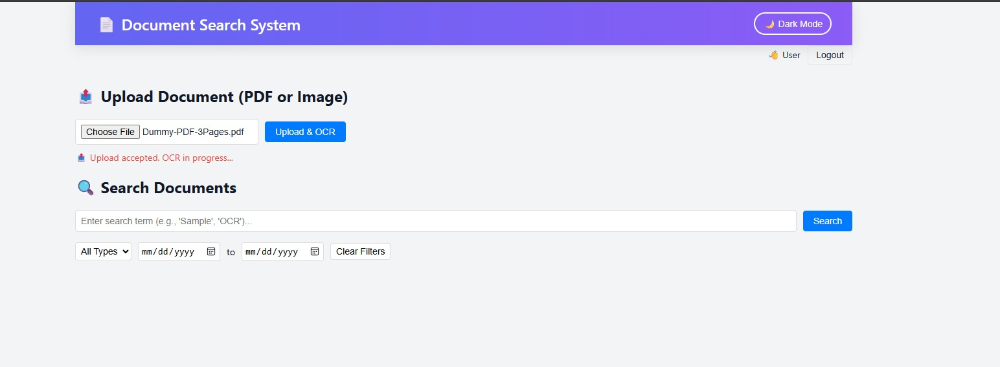 Document Search System
Dark Mode
User
Logout
Upload Document (PDF or Image)
Choose File Dummy-PDF-3Pages.pdf
Upload & OCR
Upload accepted. OCR in progress...
Search Documents
Enter search term (e.g., 'Sample', 'OCR')...
Search
All Types mm/dd/yyyy to mm/dd/yyyy Clear Filters